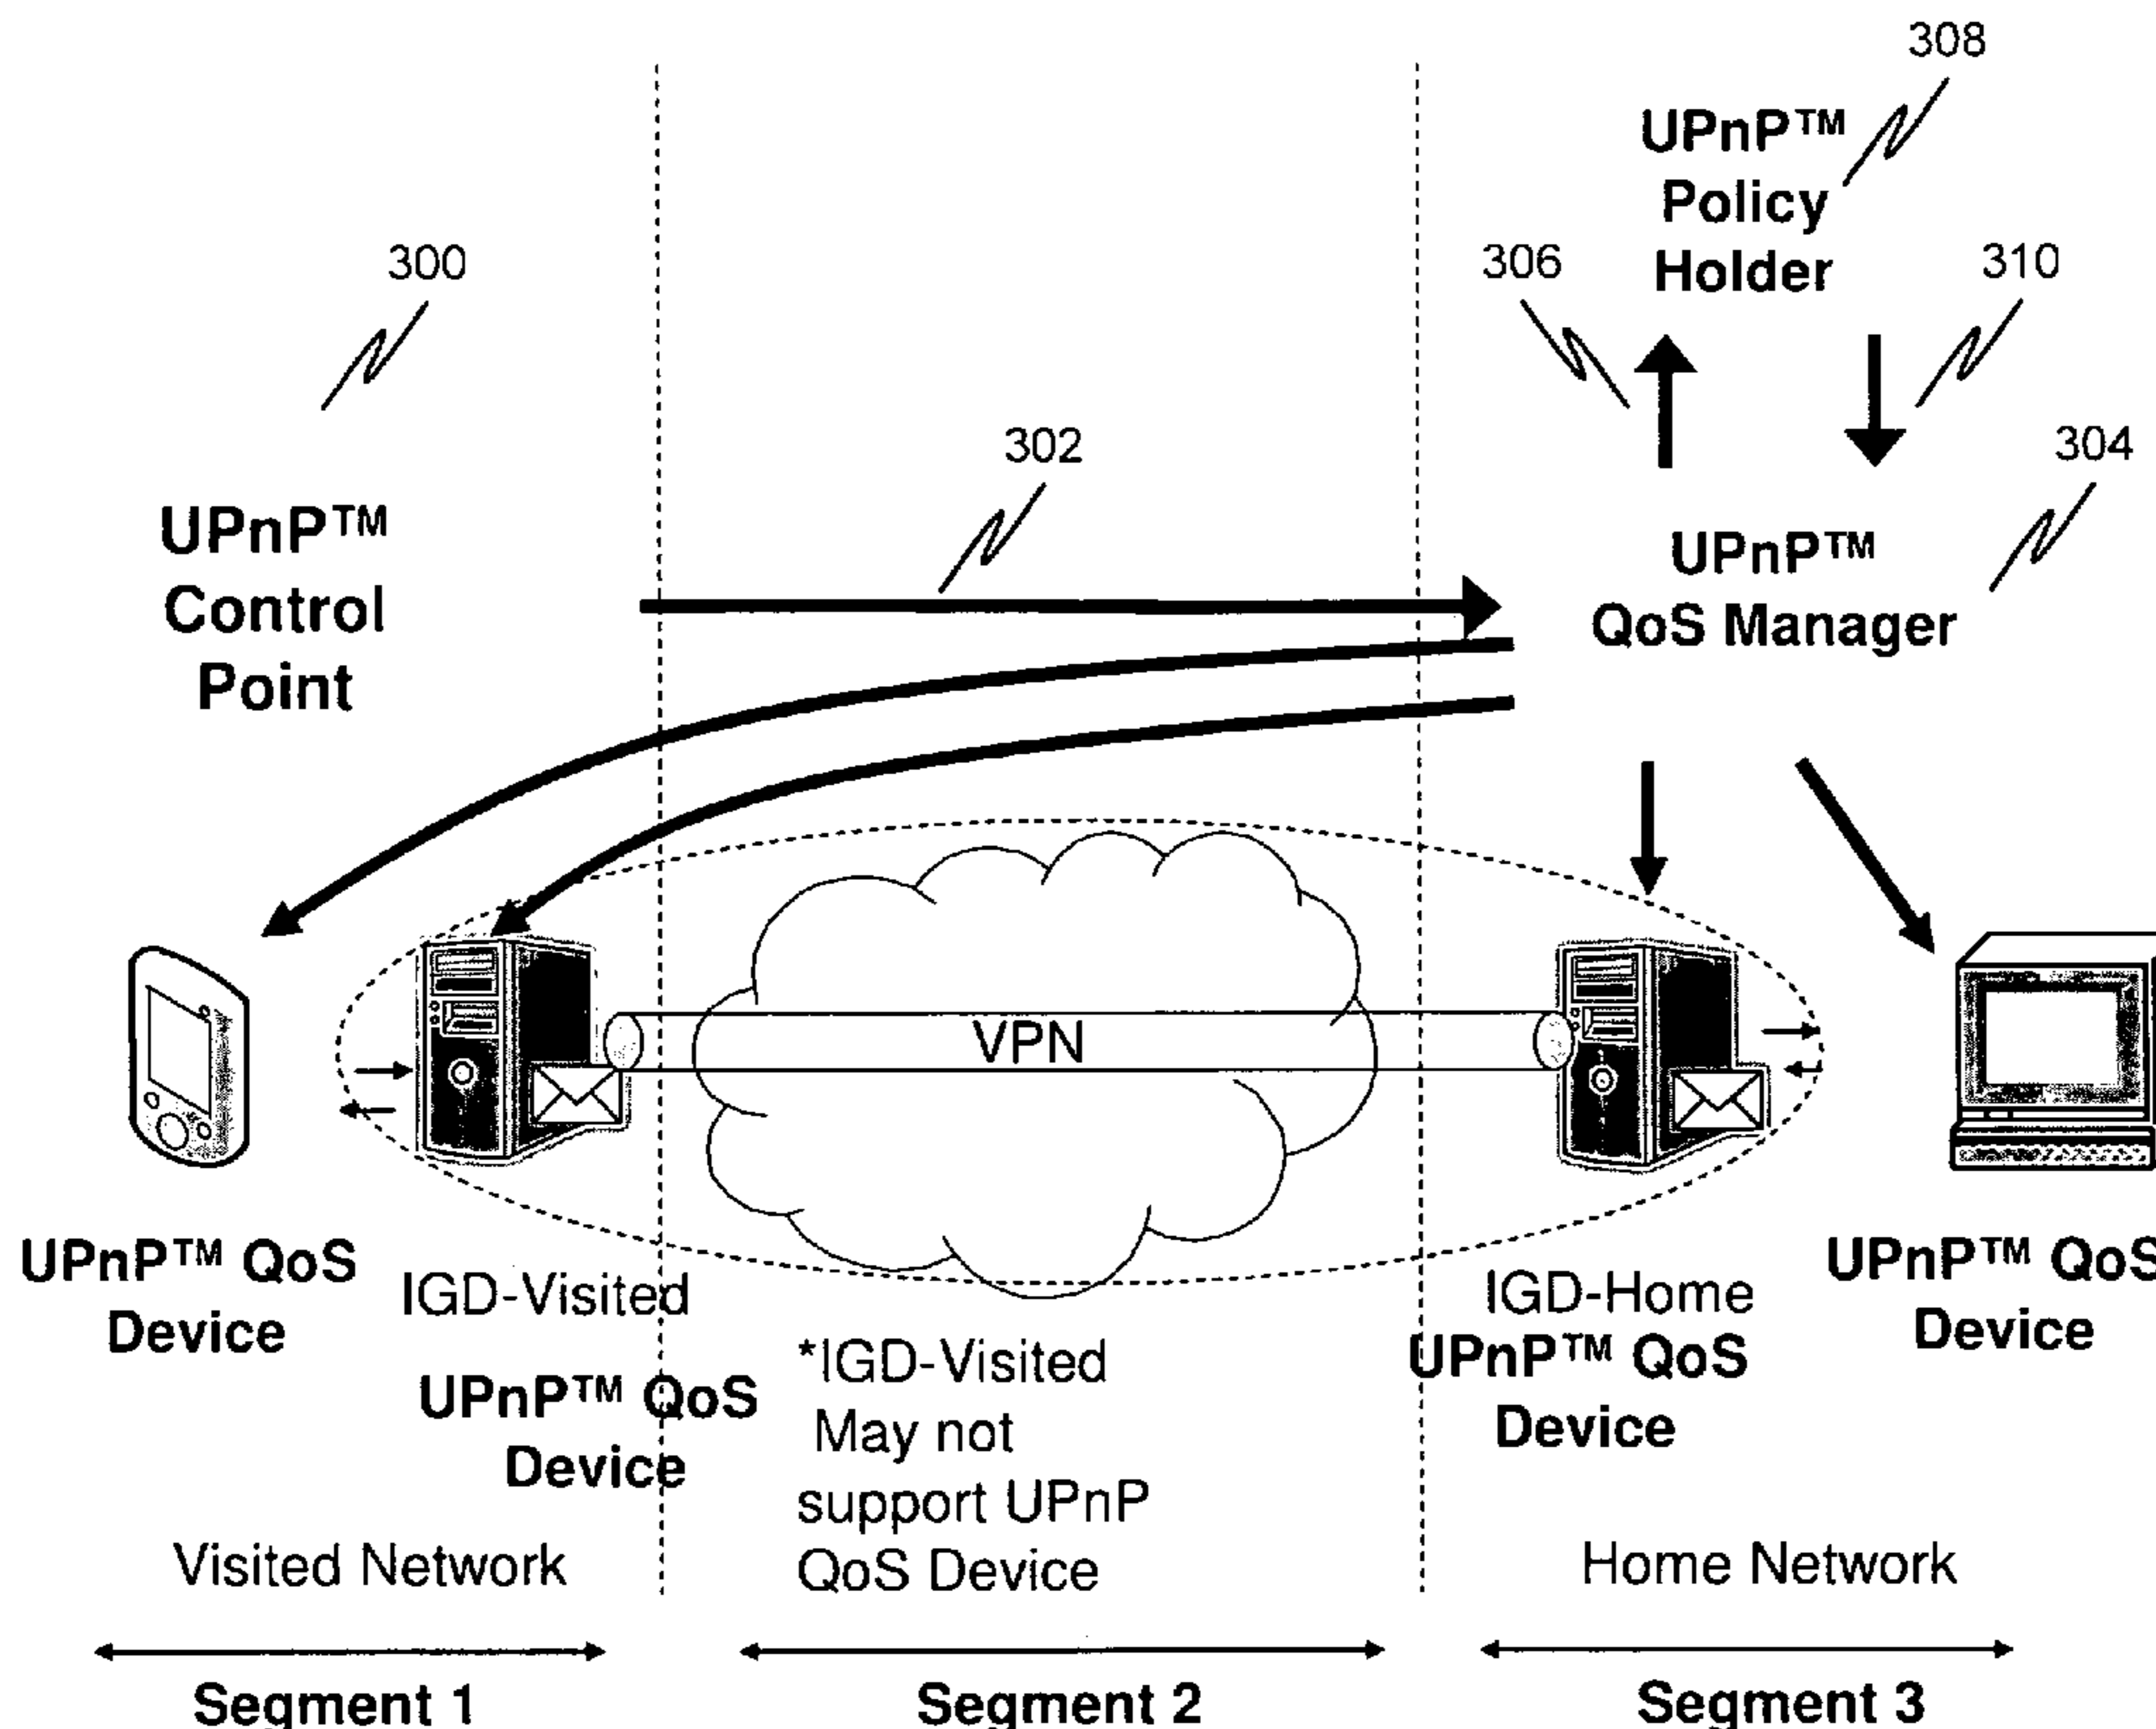 308
UPnP™
Policy
Holder
300
306
310
302
304
UPnP™
Control
Point
UPnP™
QoS Manager
VPN
UPnP™ QoS
Device
IGD-Visited
UPnP™ QoS
Device
*IGD-Visited
May not
support UPnP
QoS Device
IGD-Home
UPnP™ QoS
Device
UPnP™ QoS
Device
Visited Network
Home Network
Segment 1
Segment 2
Segment 3